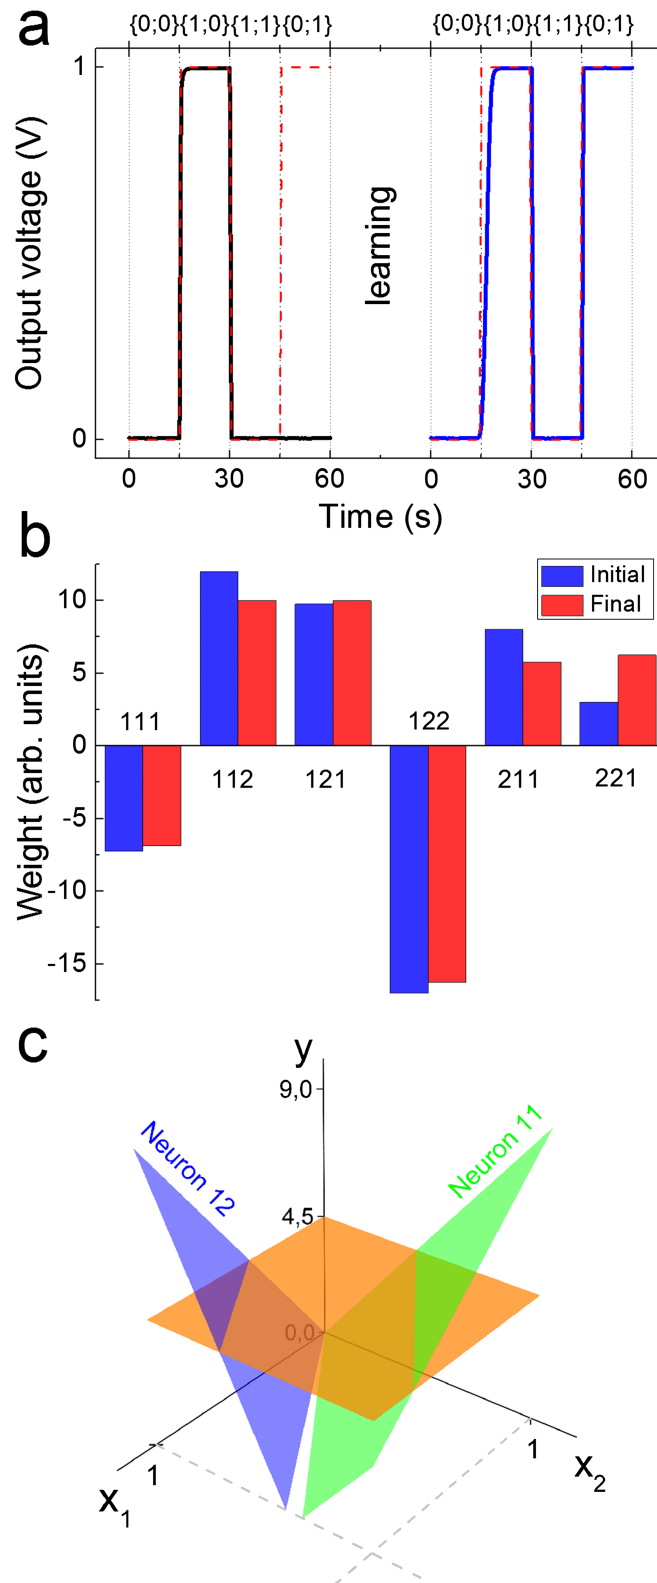 a
{0;0}{1;0}{1;1}{0;1}
{0;0}{1;0}{1;1}{0;1}
Output voltage (V)
1
0
learning
0
30
60
0
30
60
Time (s)
b
Weight (arb. units)
10
5
0
-5
-10
-15
Initial
Final
111
112
121
122
211
221
c
y
9,0
4,5
0,0
Neuron 12
Neuron 11
1
x1
1
x2